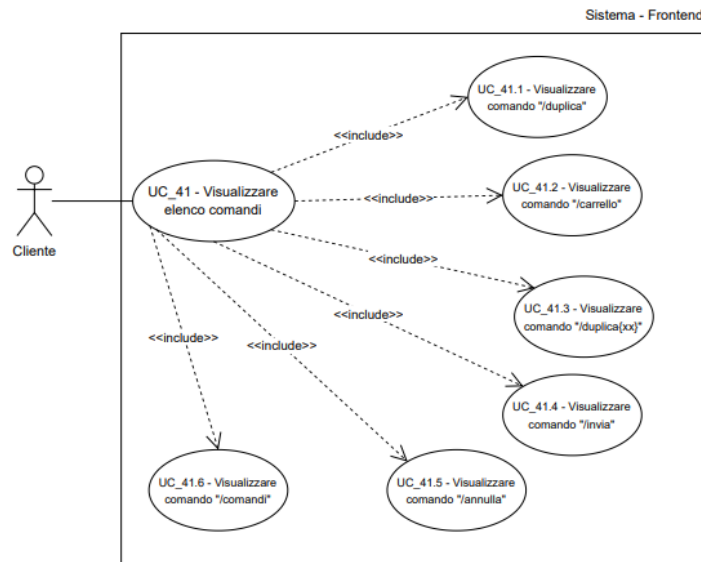 Sistema - Frontend
UC_41.1 - Visualizzare
comando "/duplica"
<<include>>
UC_41 - Visualizzare
elenco comandi
<<include>>
UC_41.2 - Visualizzare
comando "/carrello"
Cliente
<<include>>
UC_41.3 - Visualizzare
comando "/duplica{xx}"
<<include>>
<<include>>
<<include>>
UC_41.4 - Visualizzare
comando "/invia"
UC_41.6 - Visualizzare
comando "/comandi"
UC_41.5 - Visualizzare
comando "/annulla"